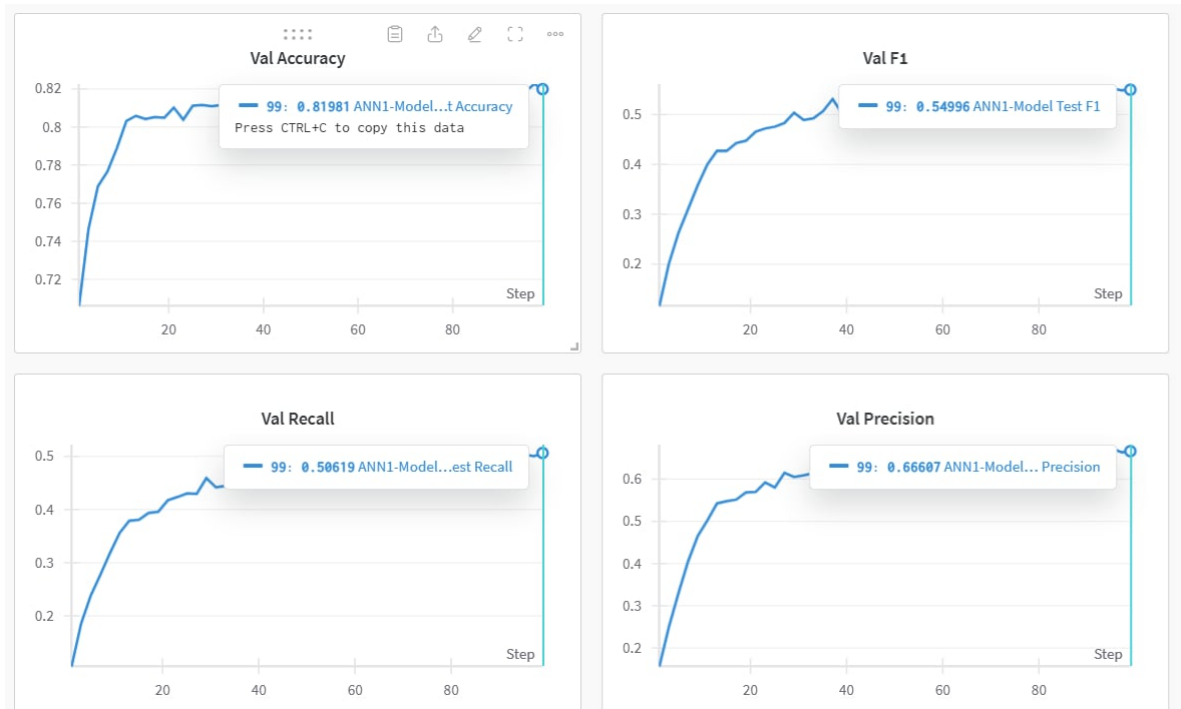 Val Accuracy
0.82
0.8
0.78
0.76
0.74
0.72
99: 0.81981 ANN1-Model...t Accuracy
Press CTRL+C to copy this data
Step
20 40 60 80
Val F1
0.5
0.4
0.3
0.2
99: 0.54996 ANN1-Model Test F1
Step
20 40 60 80
Val Recall
0.5
0.4
0.3
0.2
99: 0.50619 ANN1-Model...est Recall
Step
20 40 60 80
Val Precision
0.6
0.5
0.4
0.3
0.2
99: 0.66607 ANN1-Model... Precision
Step
20 40 60 80